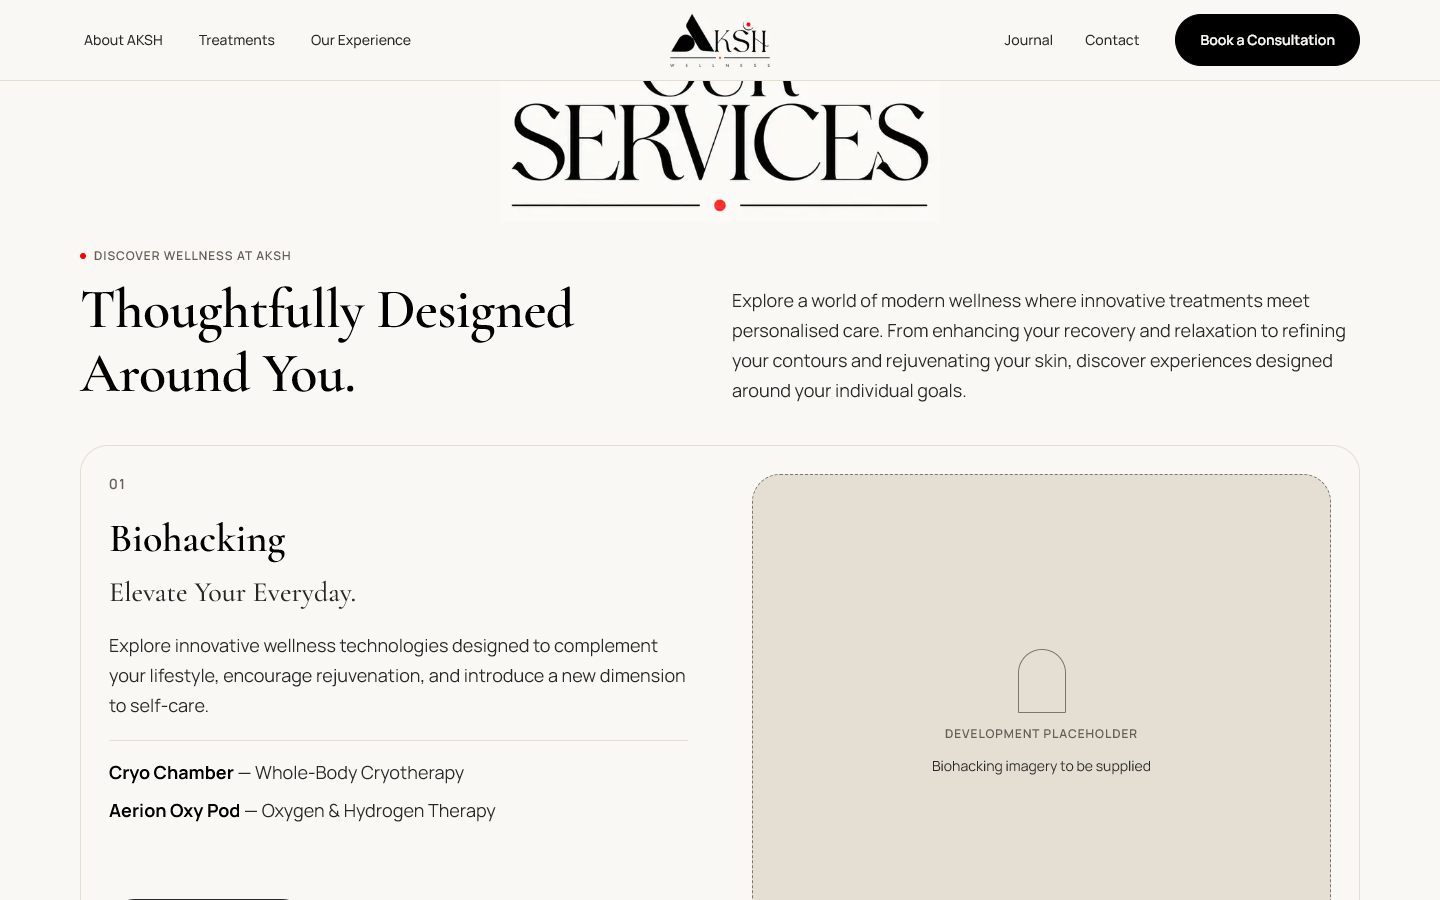 About AKSH
Treatments
Our Experience
AKSH
WELLNESS
Journal
Contact
Book a Consultation
OUR
SERVICES
DISCOVER WELLNESS AT AKSH
Thoughtfully Designed
Around You.
Explore a world of modern wellness where innovative treatments meet
personalised care. From enhancing your recovery and relaxation to refining
your contours and rejuvenating your skin, discover experiences designed
around your individual goals.
01
Biohacking
Elevate Your Everyday.
Explore innovative wellness technologies designed to complement
your lifestyle, encourage rejuvenation, and introduce a new dimension
to self-care.
Cryo Chamber — Whole-Body Cryotherapy
Aerion Oxy Pod — Oxygen & Hydrogen Therapy
DEVELOPMENT PLACEHOLDER
Biohacking imagery to be supplied